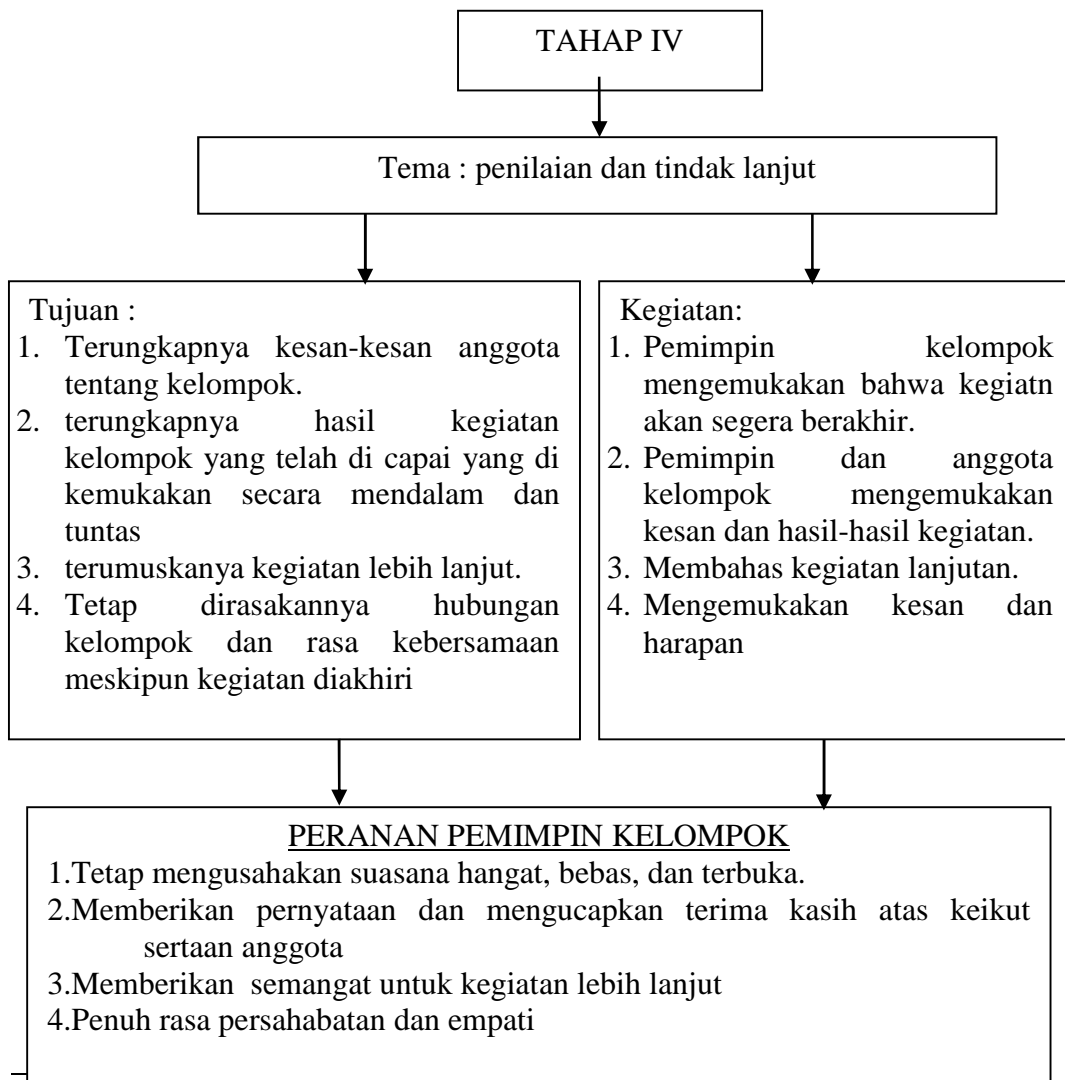 TAHAP IV
Tema : penilaian dan tindak lanjut
Tujuan :
1. Terungkapnya kesan-kesan anggota
tentang kelompok.
2. terungkapnya hasil kegiatan
kelompok yang telah di capai yang di
kemukakan secara mendalam dan
tuntas
3. terumuskanya kegiatan lebih lanjut.
4. Tetap dirasakannya hubungan
kelompok dan rasa kebersamaan
meskipun kegiatan diakhiri
Kegiatan:
1. Pemimpin kelompok
mengemukakan bahwa kegiatn
akan segera berakhir.
2. Pemimpin dan anggota
kelompok mengemukakan
kesan dan hasil-hasil kegiatan.
3. Membahas kegiatan lanjutan.
4. Mengemukakan kesan dan
harapan
PERANAN PEMIMPIN KELOMPOK
1.Tetap mengusahakan suasana hangat, bebas, dan terbuka.
2.Memberikan pernyataan dan mengucapkan terima kasih atas keikut
sertaan anggota
3.Memberikan semangat untuk kegiatan lebih lanjut
4.Penuh rasa persahabatan dan empati